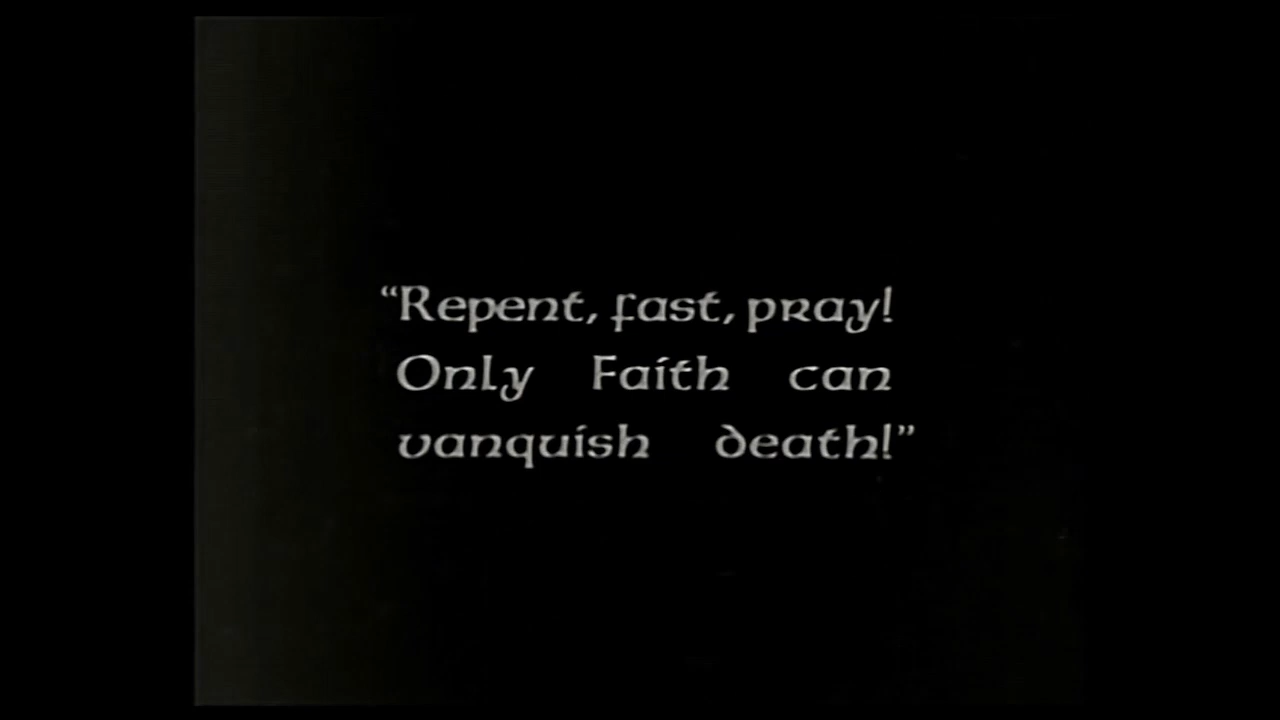 “Repent, fast, pray!
Only Faith can
vanquish death!”